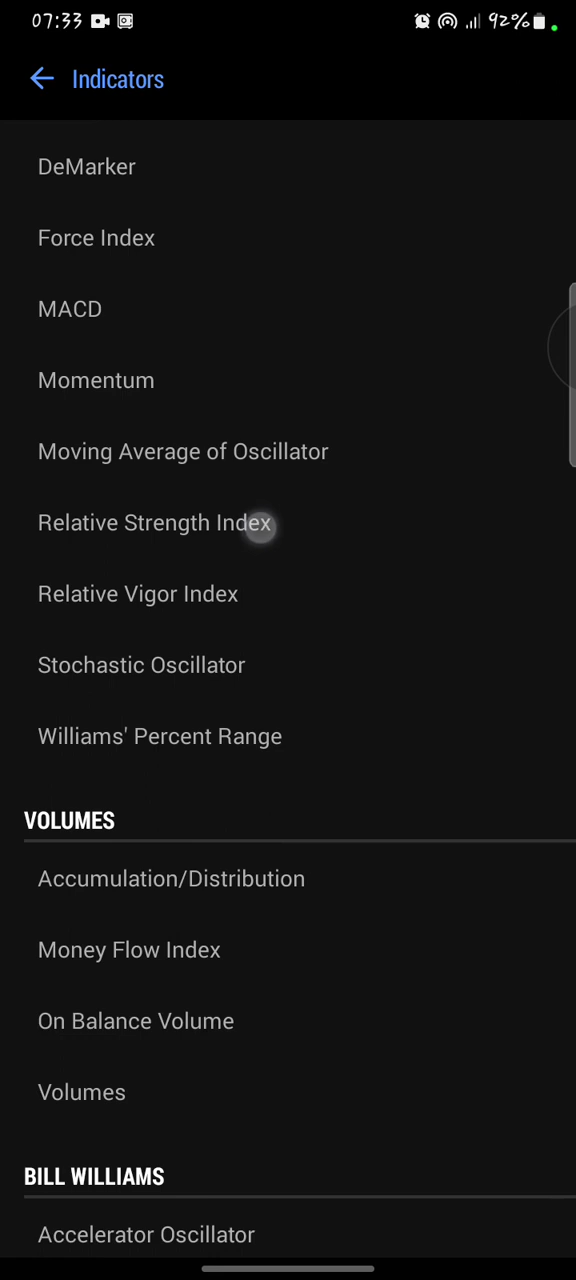 07:33
92%
Indicators
DeMarker
Force Index
MACD
Momentum
Moving Average of Oscillator
Relative Strength Index
Relative Vigor Index
Stochastic Oscillator
Williams' Percent Range
VOLUMES
Accumulation/Distribution
Money Flow Index
On Balance Volume
Volumes
BILL WILLIAMS
Accelerator Oscillator